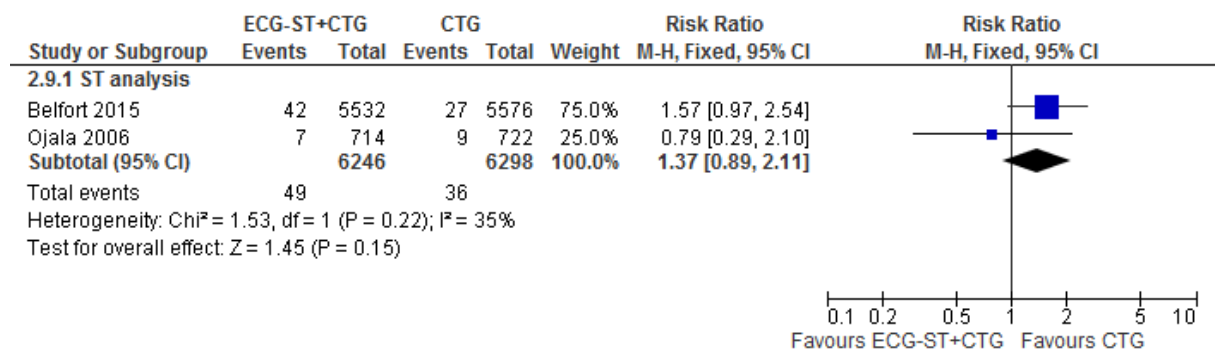 ECG-ST+CTG CTG Risk Ratio Risk Ratio
Study or Subgroup Events Total Events Total Weight M-H, Fixed, 95% CI M-H, Fixed, 95% CI
2.9.1 ST analysis
Belfort 2015 42 5532 27 5576 75.0% 1.57 [0.97, 2.54]
Ojala 2006 7 714 9 722 25.0% 0.79 [0.29, 2.10]
Subtotal (95% CI) 6246 6298 100.0% 1.37 [0.89, 2.11]
Total events 49 36
Heterogeneity: Chi² = 1.53, df = 1 (P = 0.22); I² = 35%
Test for overall effect: Z = 1.45 (P = 0.15)
0.1 0.2 0.5 1 2 5 10
Favours ECG-ST+CTG Favours CTG